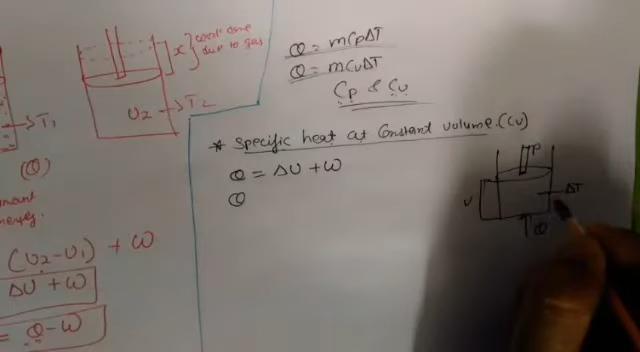 x } work done
due to gas
U2 → T2
→ T1
(Q)
(U2-U1) + W
ΔU + W
= Q - W
Q = mCpΔT
Q = mCvΔT
Cp & Cv
* Specific heat at Constant volume.(Cv)
Q = ΔU + W
Q
P
V
ΔT
Q